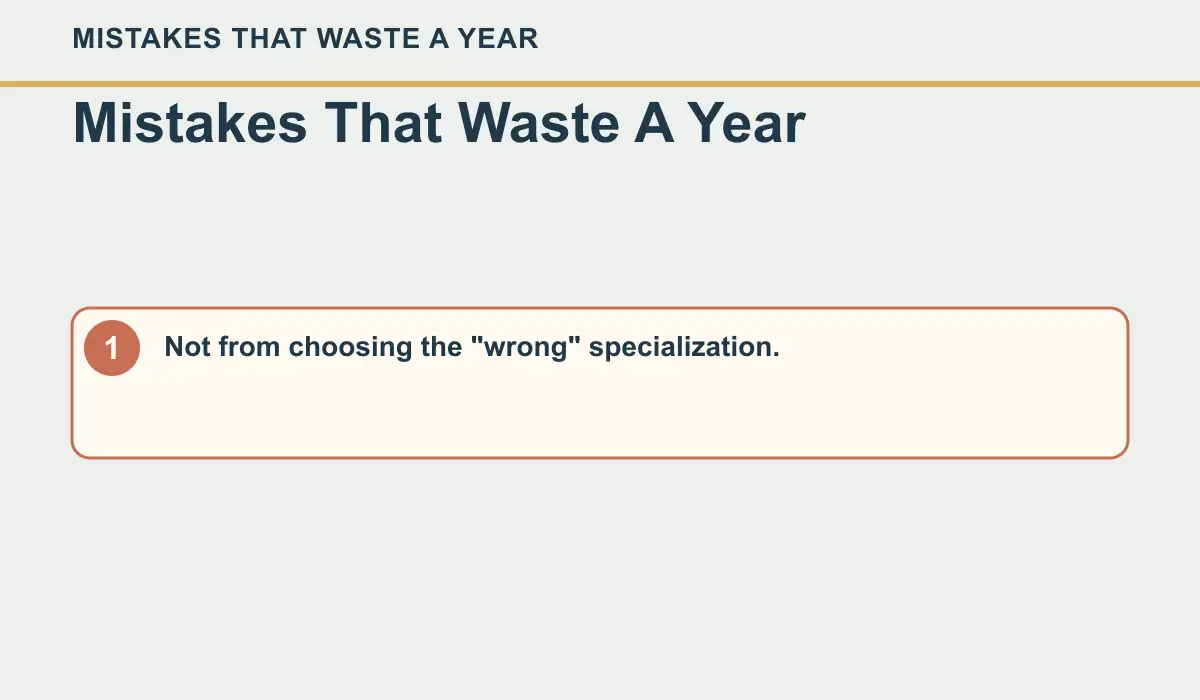 MISTAKES THAT WASTE A YEAR
Mistakes That Waste A Year
1
Not from choosing the "wrong" specialization.